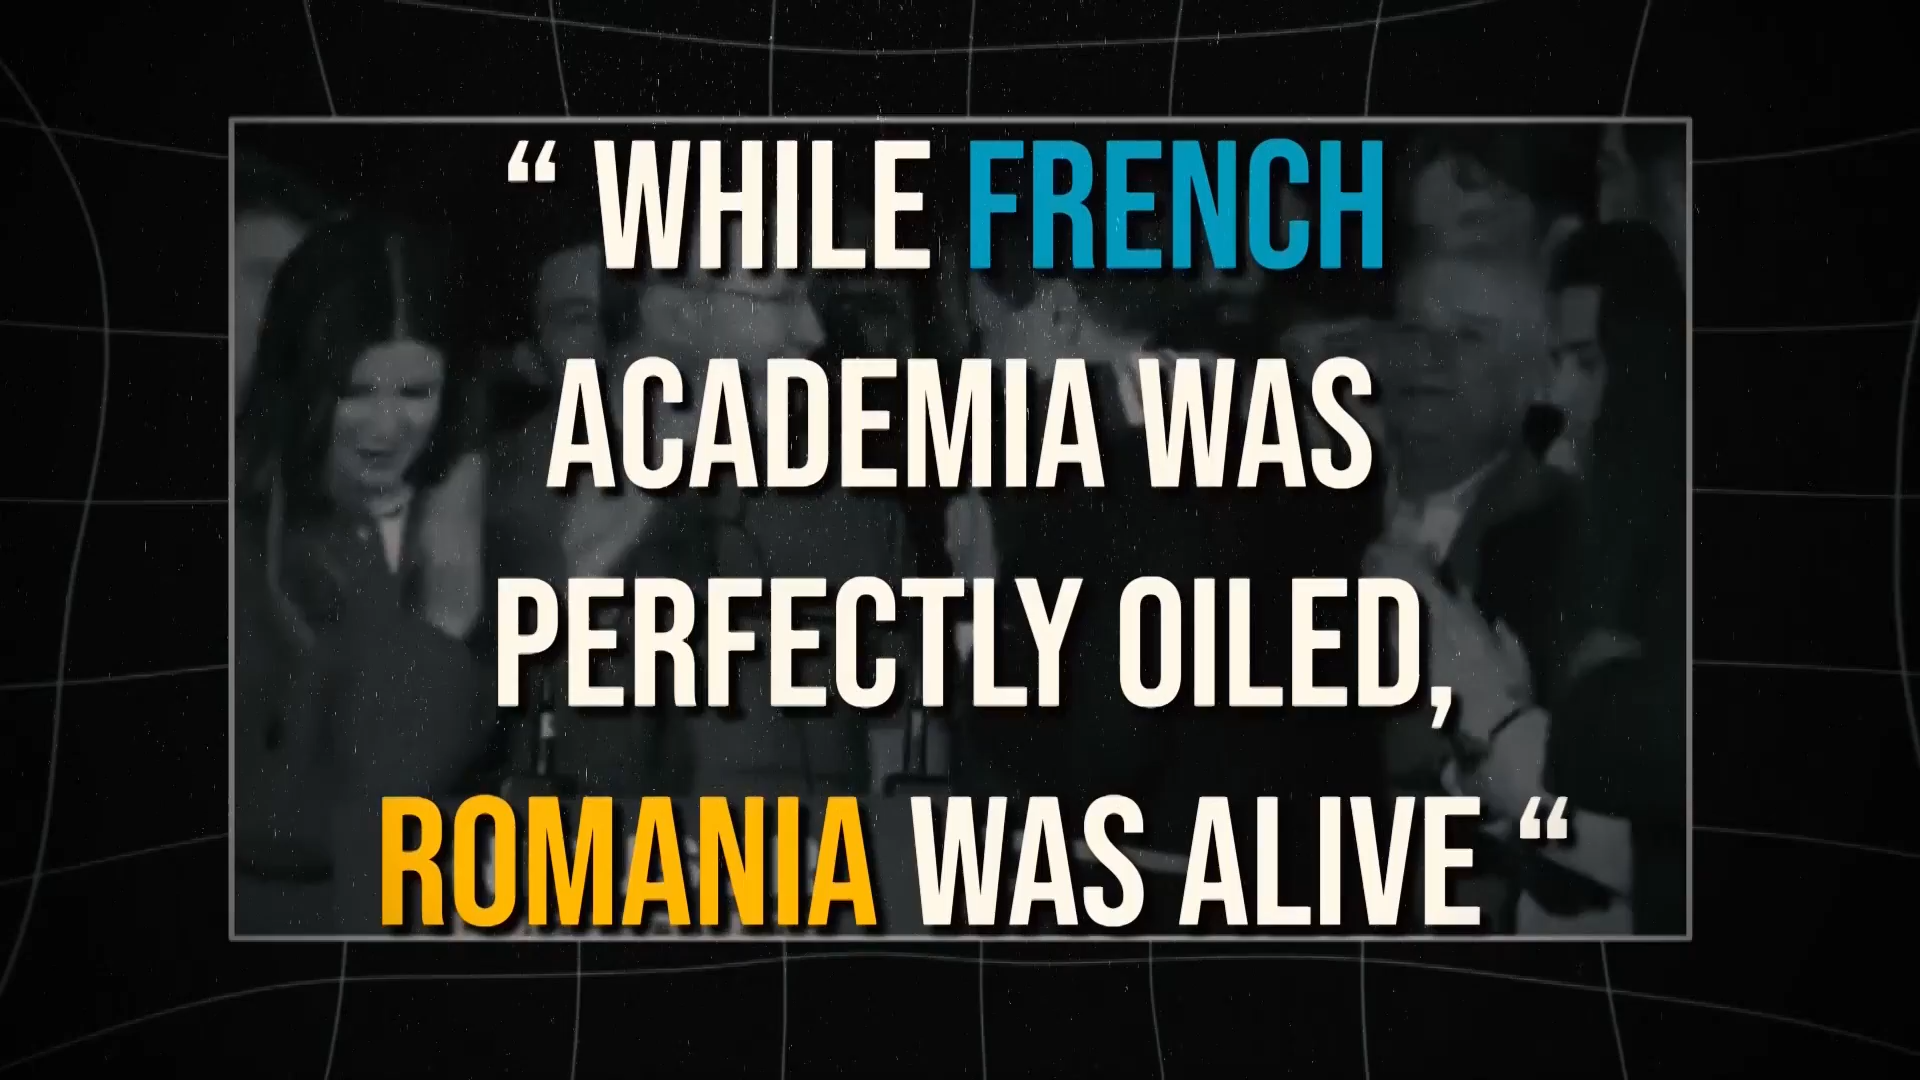 “ WHILE FRENCH
ACADEMIA WAS
PERFECTLY OILED,
ROMANIA WAS ALIVE “